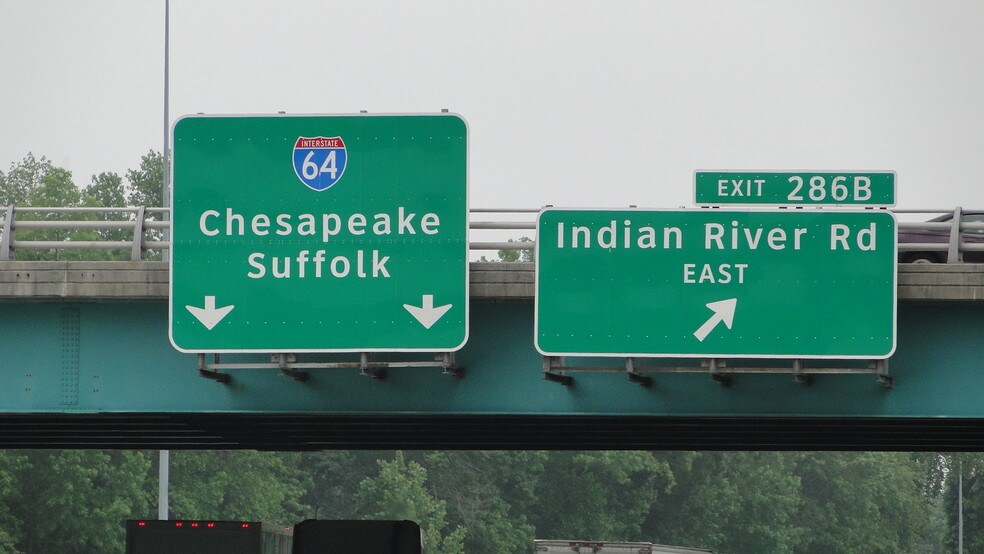 INTERSTATE
64
Chesapeake
Suffolk
EXIT 286B
Indian River Rd
EAST